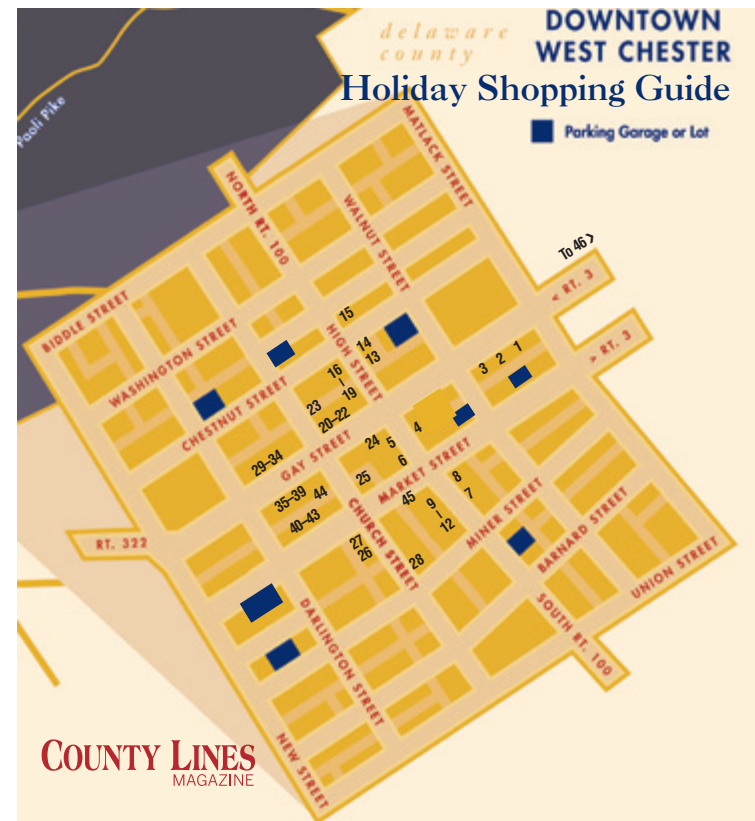 delaware
county
DOWNTOWN
WEST CHESTER
Holiday Shopping Guide
Parking Garage or Lot
Paoli Pike
MATLACK STREET
NORTH RT. 100
WALNUT STREET
To 46 >
< RT. 3
> RT. 3
BIDDLE STREET
WASHINGTON STREET
HIGH STREET
CHESTNUT STREET
15
14
13
16
–
19
23
20–22
3 2 1
4
GAY STREET
24 5
6
25
MARKET STREET
29–34
35–39 44
40–43
CHURCH STREET
45
9
–
12
8
7
27
26
28
MINER STREET
BARNARD STREET
UNION STREET
RT. 322
DARLINGTON STREET
SOUTH RT. 100
NEW STREET
COUNTY LINES
MAGAZINE